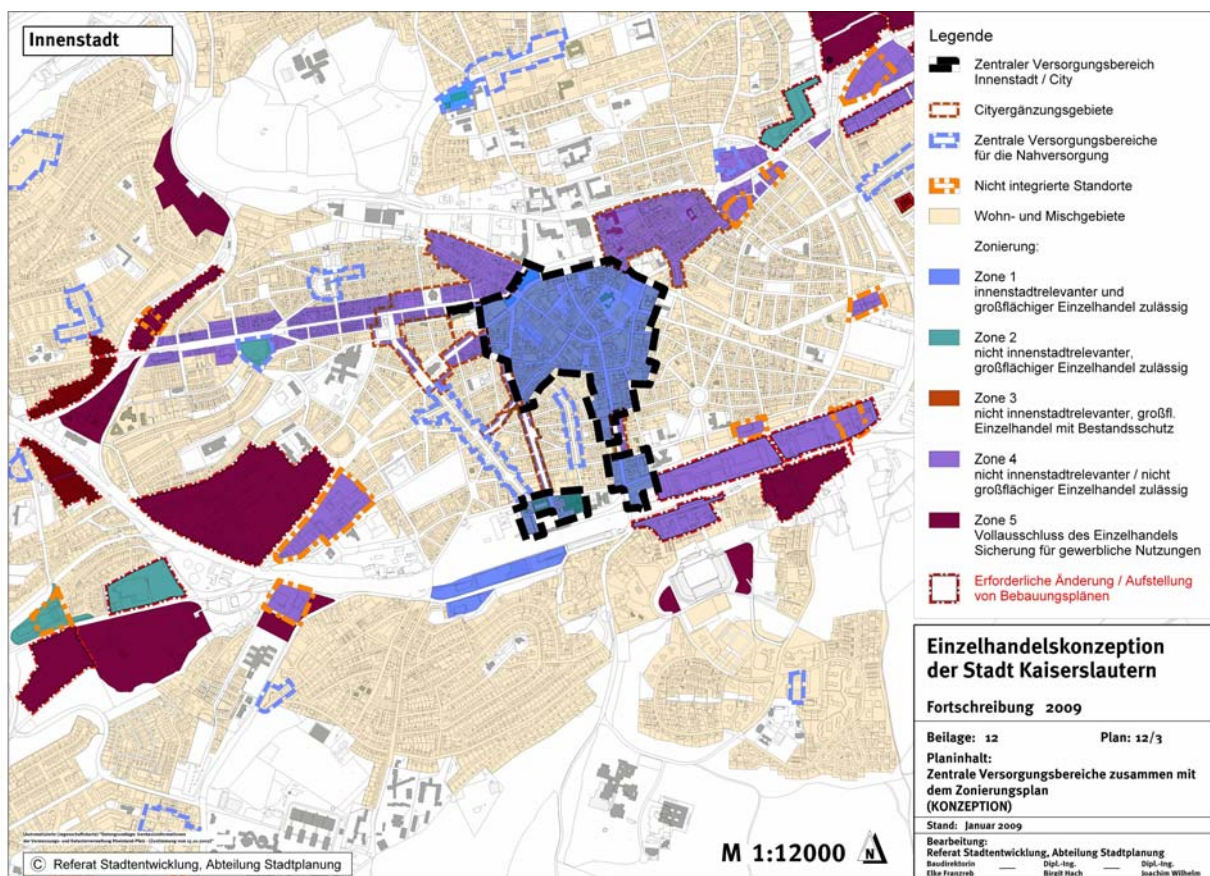 Innenstadt
Legende
Zentraler Versorgungsbereich
Innenstadt / City
Cityergänzungsgebiete
Zentrale Versorgungsbereiche
für die Nahversorgung
Nicht integrierte Standorte
Wohn- und Mischgebiete
Zonierung:
Zone 1
innenstadtrelevanter und
großflächiger Einzelhandel zulässig
Zone 2
nicht innenstadtrelevanter,
großflächiger Einzelhandel zulässig
Zone 3
nicht innenstadtrelevanter, großfl.
Einzelhandel mit Bestandsschutz
Zone 4
nicht innenstadtrelevanter / nicht
großflächiger Einzelhandel zulässig
Zone 5
Vollausschluss des Einzelhandels
Sicherung für gewerbliche Nutzungen
Erforderliche Änderung / Aufstellung
von Bebauungsplänen
Einzelhandelskonzeption
der Stadt Kaiserslautern
Fortschreibung 2009
Beilage: 12 Plan: 12/3
Planinhalt:
Zentrale Versorgungsbereiche zusammen mit
dem Zonierungsplan
(KONZEPTION)
Stand: Januar 2009
Bearbeitung:
Referat Stadtentwicklung, Abteilung Stadtplanung
Baudirektorin Dipl.-Ing. Dipl.-Ing.
Elke Franzreb Birgit Hach Joachim Wilhelm
© Referat Stadtentwicklung, Abteilung Stadtplanung
M 1:12000
N